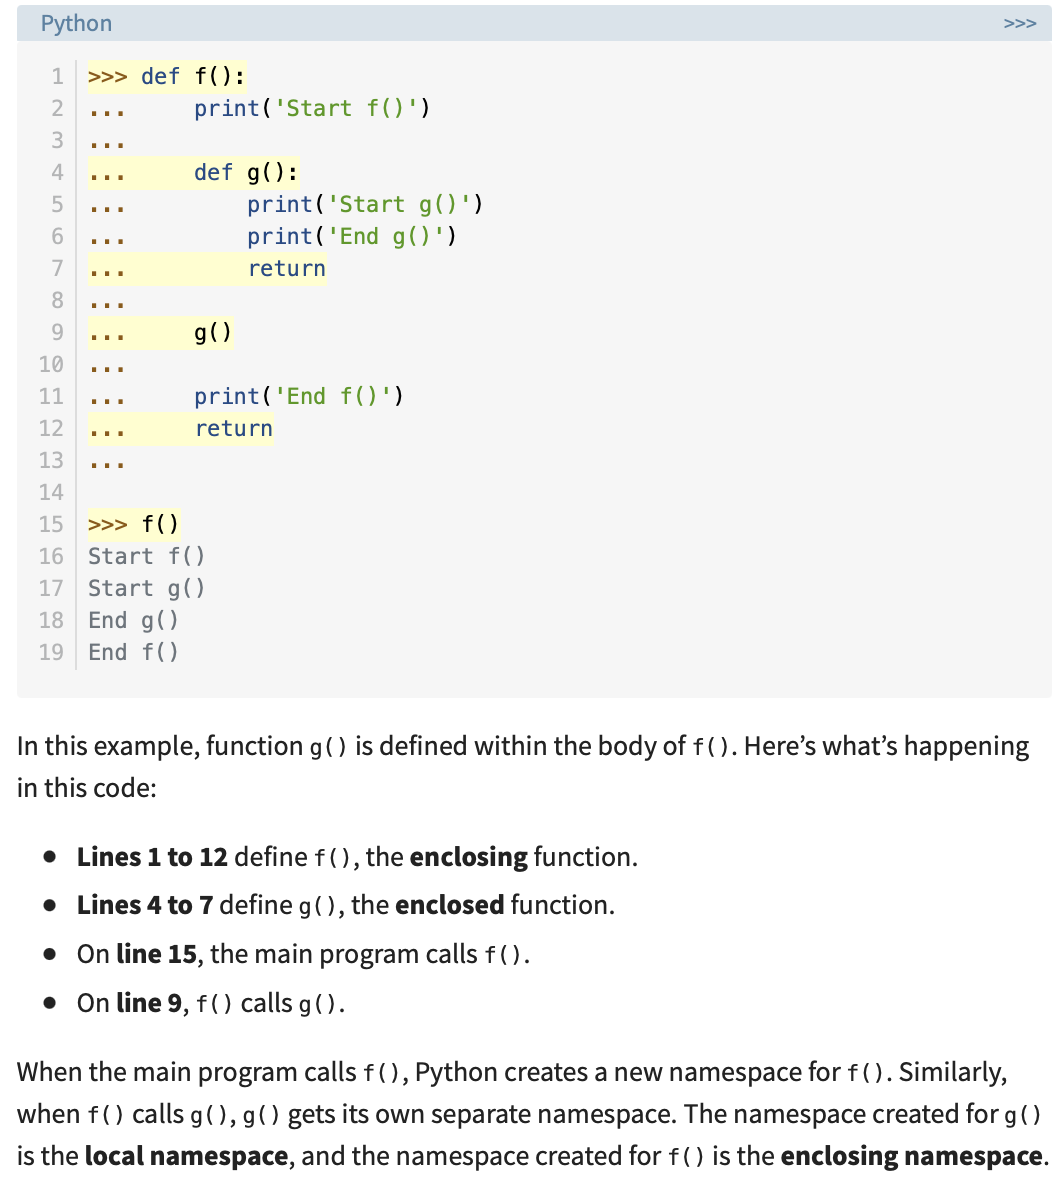 Python >>>
1 >>> def f():
2 ...     print('Start f()')
3 ...
4 ...     def g():
5 ...         print('Start g()')
6 ...         print('End g()')
7 ...         return
8 ...
9 ...     g()
10 ...
11 ...     print('End f()')
12 ...     return
13 ...
14
15 >>> f()
16 Start f()
17 Start g()
18 End g()
19 End f()
In this example, function g() is defined within the body of f(). Here’s what’s happening
in this code:
• Lines 1 to 12 define f(), the enclosing function.
• Lines 4 to 7 define g(), the enclosed function.
• On line 15, the main program calls f().
• On line 9, f() calls g().
When the main program calls f(), Python creates a new namespace for f(). Similarly,
when f() calls g(), g() gets its own separate namespace. The namespace created for g()
is the local namespace, and the namespace created for f() is the enclosing namespace.